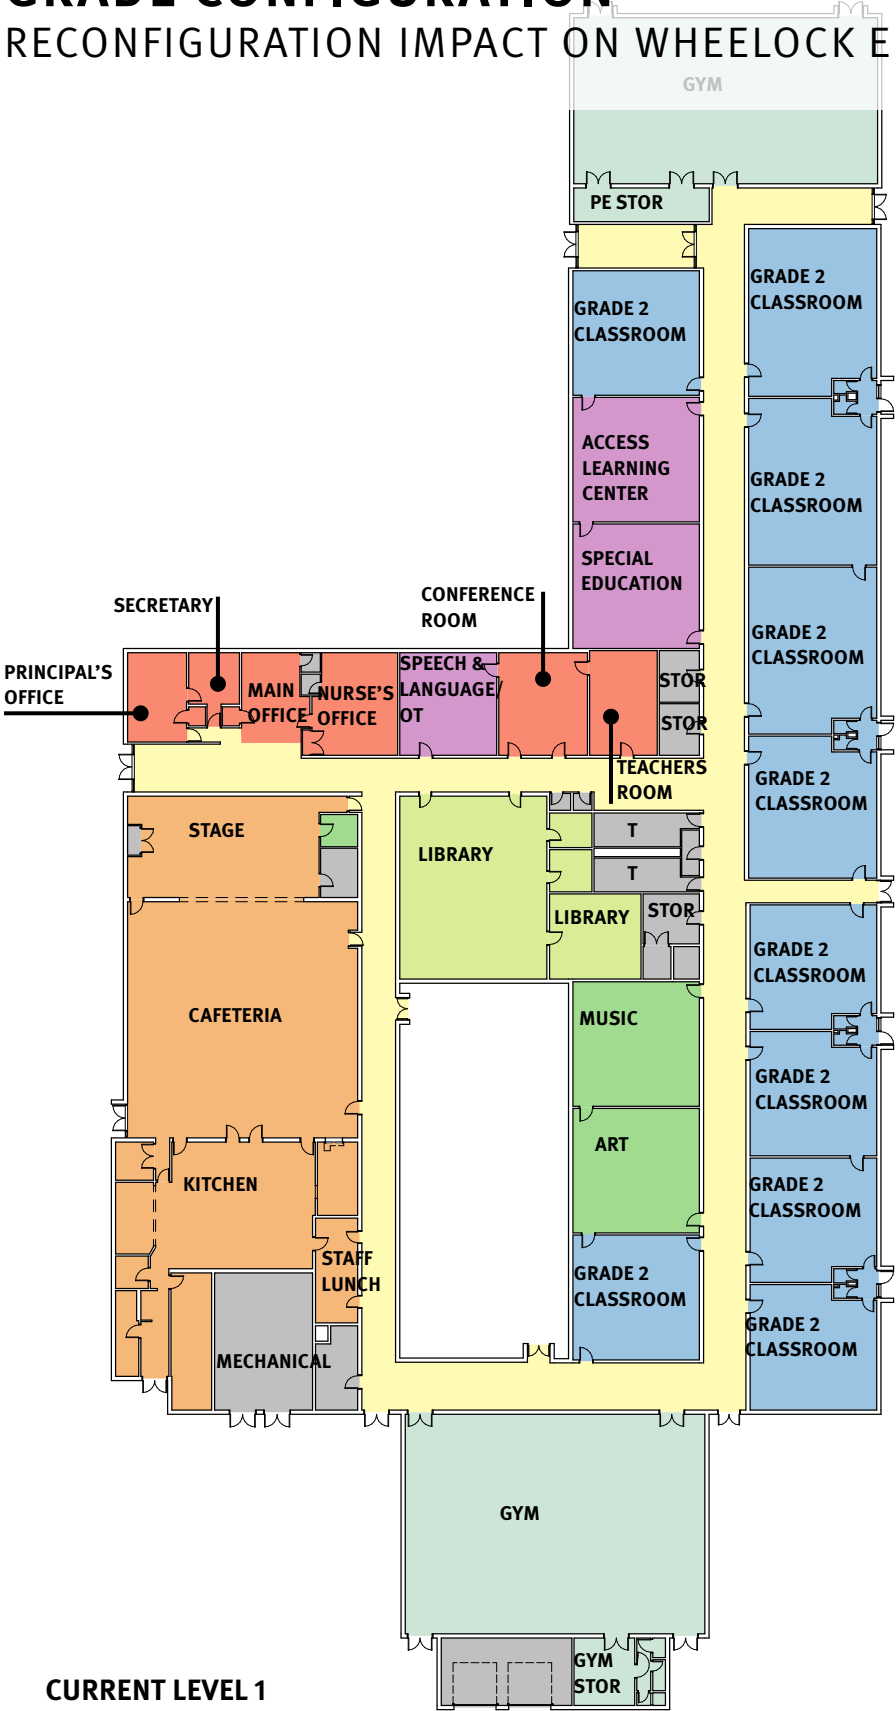 GRADE CONFIGURATION
RECONFIGURATION IMPACT ON WHEELOCK E
GYM
PE STOR
GRADE 2
CLASSROOM
GRADE 2
CLASSROOM
ACCESS
LEARNING
CENTER
GRADE 2
CLASSROOM
SPECIAL
EDUCATION
CONFERENCE
ROOM
SECRETARY
GRADE 2
CLASSROOM
PRINCIPAL'S
OFFICE
MAIN
OFFICE
NURSE'S
OFFICE
SPEECH &
LANGUAGE/
OT
STOR
STOR
TEACHERS
ROOM
GRADE 2
CLASSROOM
STAGE
LIBRARY
T
T
LIBRARY
STOR
GRADE 2
CLASSROOM
CAFETERIA
MUSIC
GRADE 2
CLASSROOM
ART
KITCHEN
GRADE 2
CLASSROOM
STAFF
LUNCH
GRADE 2
CLASSROOM
GRADE 2
CLASSROOM
MECHANICAL
GYM
GYM
STOR
CURRENT LEVEL 1